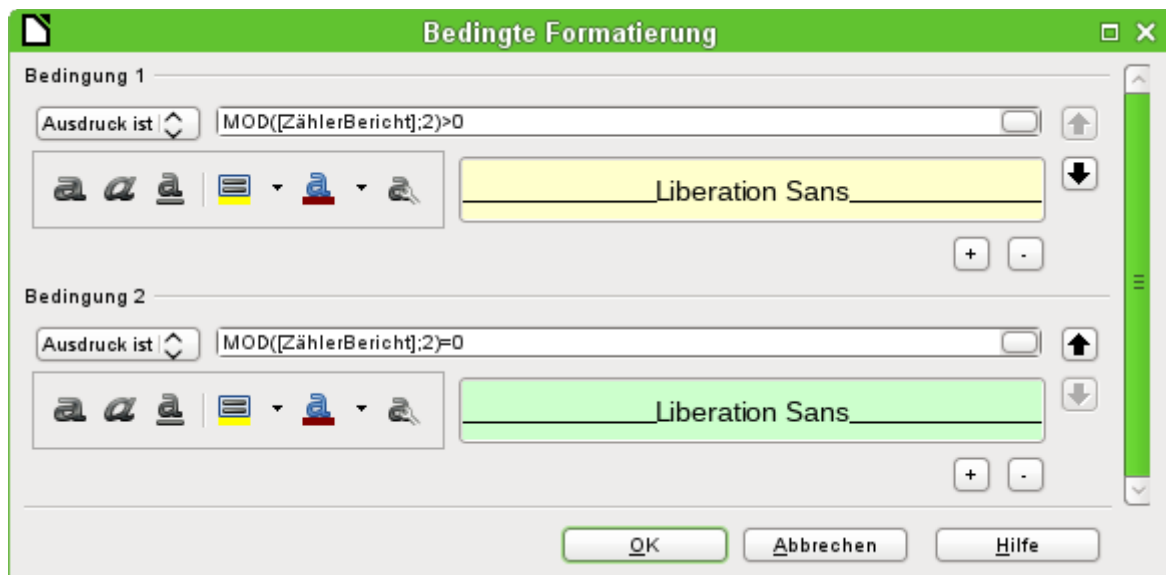 Bedingte Formatierung
Bedingung 1
Ausdruck ist
MOD([ZählerBericht];2)>0
a a a a a
Liberation Sans
+ -
Bedingung 2
Ausdruck ist
MOD([ZählerBericht];2)=0
a a a a a
Liberation Sans
+ -
OK Abbrechen Hilfe